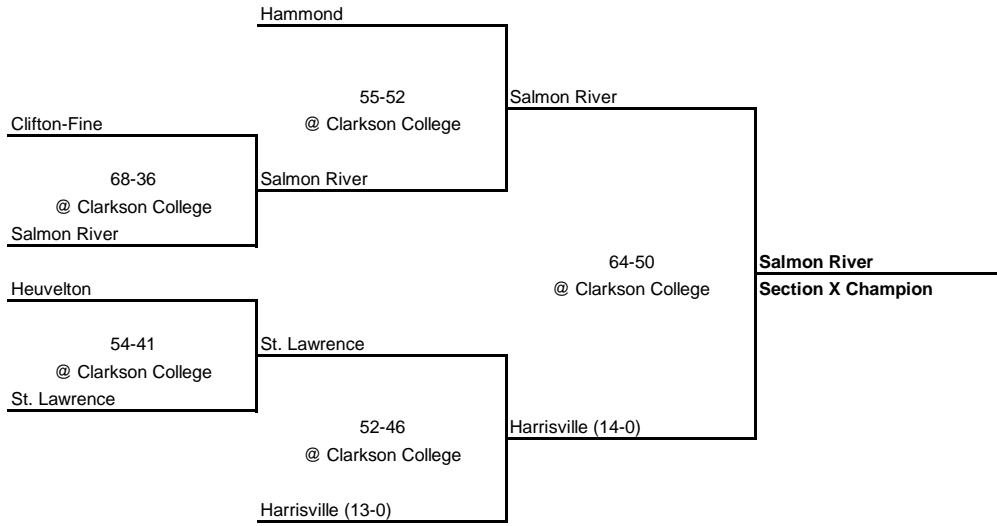 Hammond
55-52
@ Clarkson College
Salmon River
Clifton-Fine
68-36
@ Clarkson College
Salmon River
Salmon River
64-50
@ Clarkson College
Salmon River
Section X Champion
Heuvelton
54-41
@ Clarkson College
St. Lawrence
St. Lawrence
52-46
@ Clarkson College
Harrisville (14-0)
Harrisville (13-0)